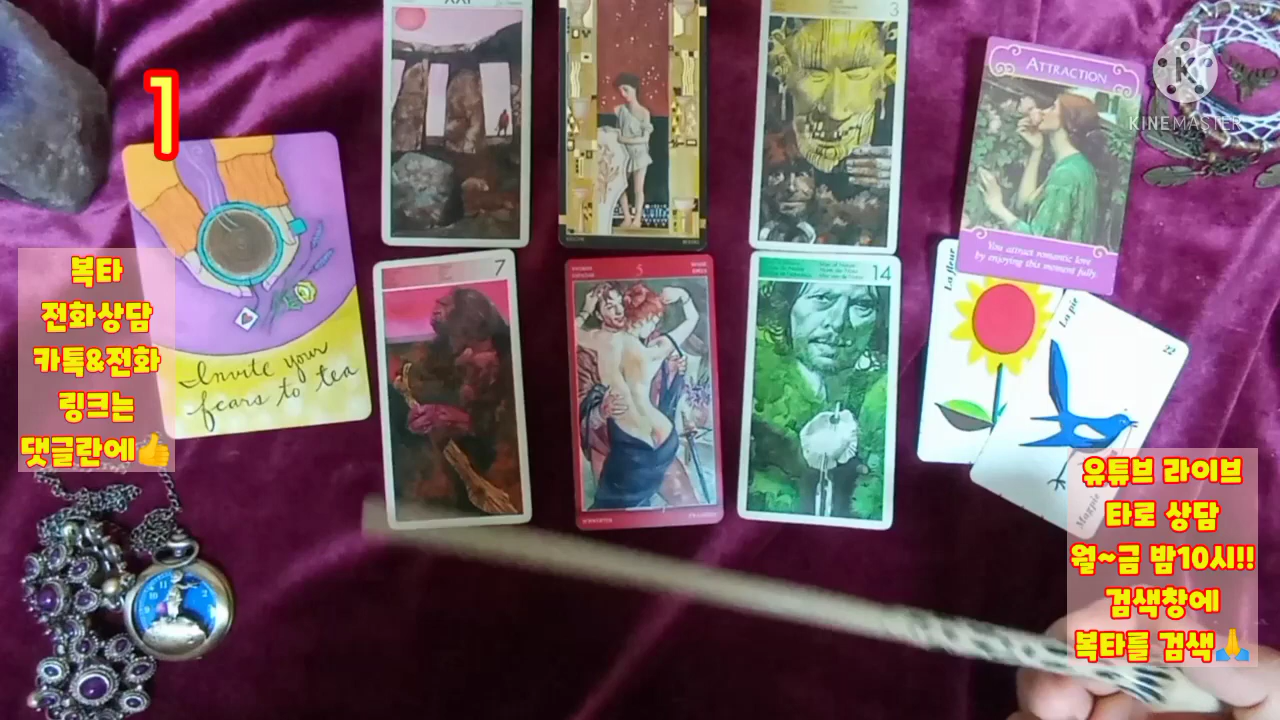 1
XXI
3
ATTRACTION
You attract romantic love
by enjoying this moment fully.
KINEMASTER
Invite your
fears to tea
7
5
14
La fleur
La pie
22
Magpie
복타
전화상담
카톡&전화
링크는
댓글란에👍
유튜브 라이브
타로 상담
월~금 밤10시!!
검색창에
복타를 검색🙏